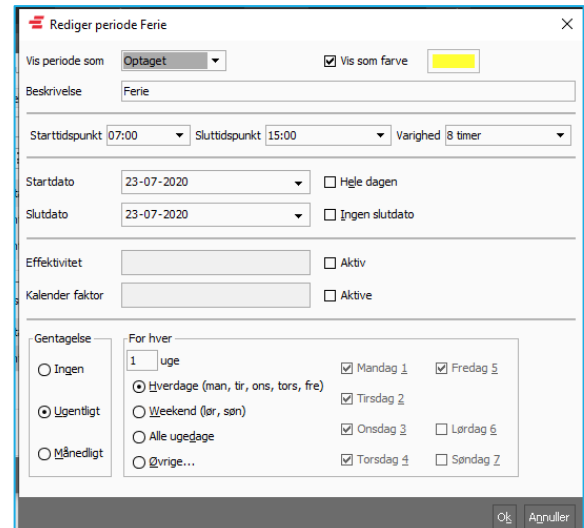 Rediger periode Ferie
Vis periode som Optaget Vis som farve
Beskrivelse Ferie
Starttidspunkt 07:00 Sluttidspunkt 15:00 Varighed 8 timer
Startdato 23-07-2020 Hele dagen
Slutdato 23-07-2020 Ingen slutdato
Effektivitet Aktiv
Kalender faktor Aktive
Gentagelse
Ingen
Ugentligt
Månedligt
For hver
1 uge
Hverdage (man, tir, ons, tors, fre)
Weekend (lør, søn)
Alle ugedage
Øvrige...
Mandag 1 Fredag 5
Tirsdag 2
Onsdag 3 Lørdag 6
Torsdag 4 Søndag 7
Ok Annuller